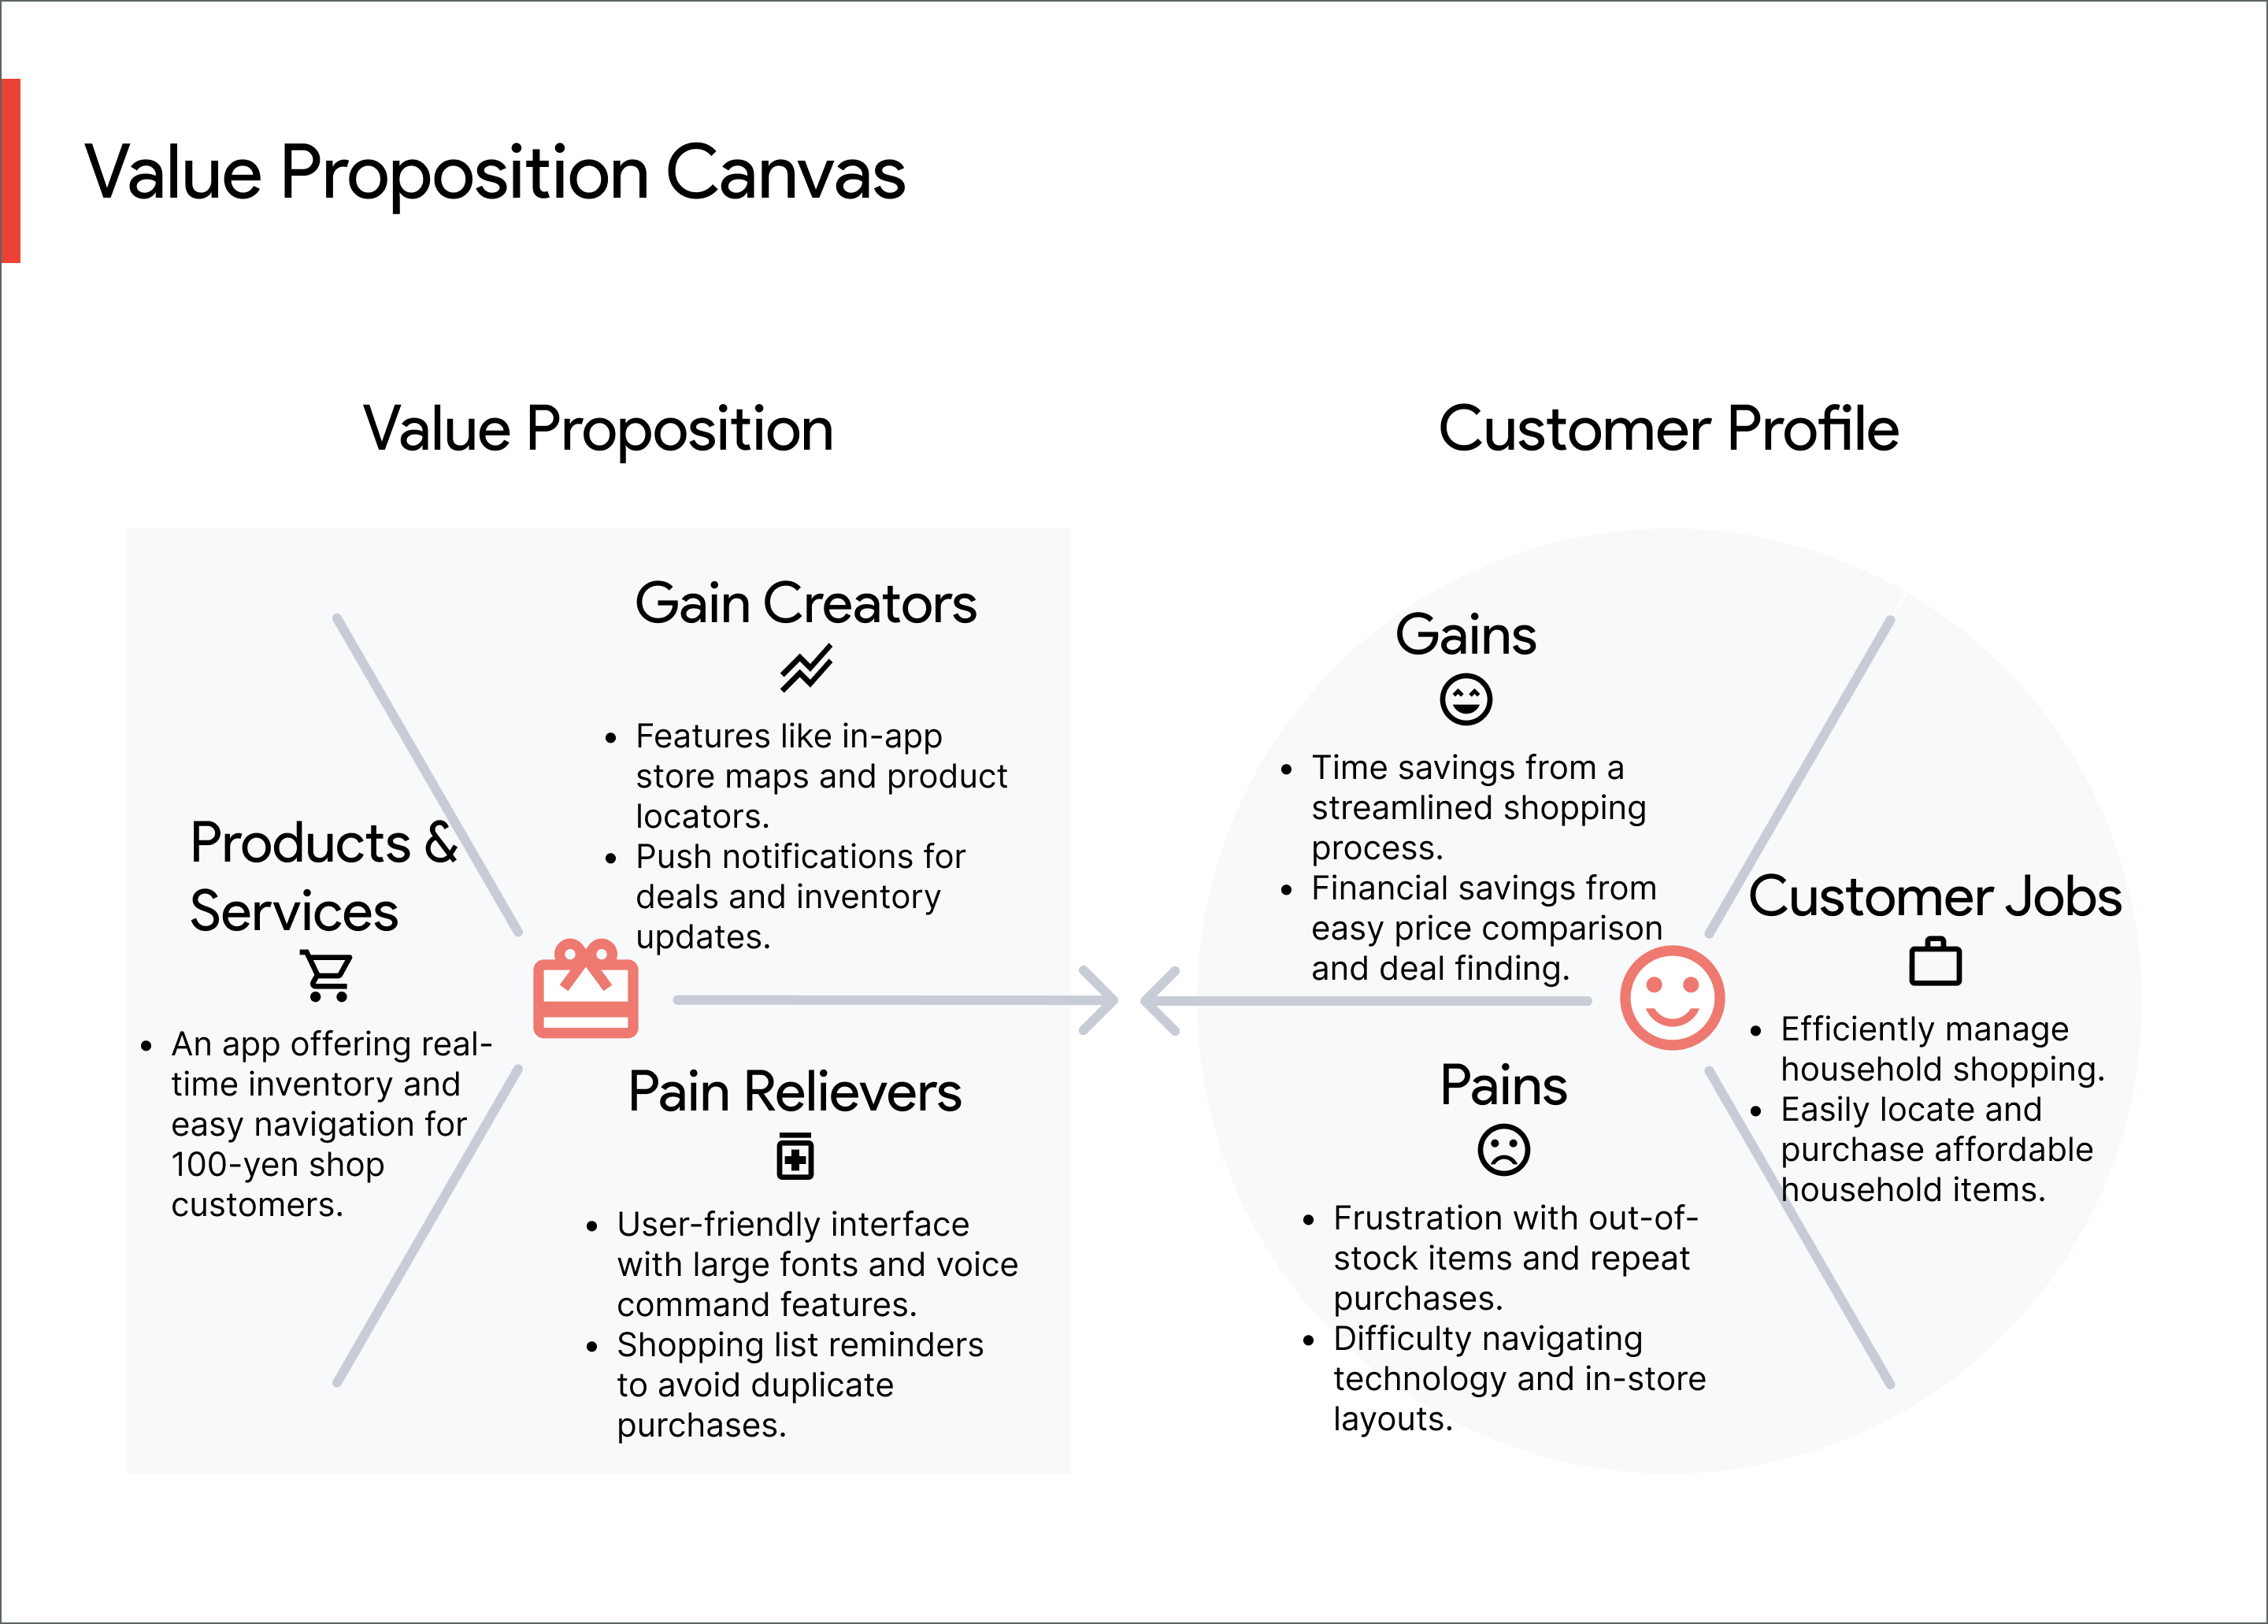 Value Proposition Canvas
Value Proposition
Customer Profile
Gain Creators
Features like in-app
store maps and product
locators.
Push notifications for
deals and inventory
updates.
Products &
Services
An app offering real-
time inventory and
easy navigation for
100-yen shop
customers.
Pain Relievers
User-friendly interface
with large fonts and voice
command features.
Shopping list reminders
to avoid duplicate
purchases.
Gains
Time savings from a
streamlined shopping
process.
Financial savings from
easy price comparison
and deal finding.
Customer Jobs
Efficiently manage
household shopping.
Easily locate and
purchase affordable
household items.
Pains
Frustration with out-of-
stock items and repeat
purchases.
Difficulty navigating
technology and in-store
layouts.